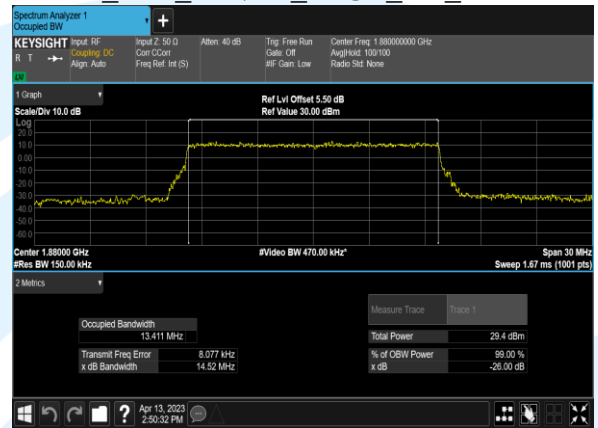 Spectrum Analyzer 1
Occupied BW
+
KEYSIGHT Input: RF Input Z: 50 Ω Atten: 40 dB Trig: Free Run Center Freq: 1.880000000 GHz
R T Coupling: DC Corr CCorr Gate: Off Avg|Hold: 100/100
Align: Auto Freq Ref: Int (S) #IF Gain: Low Radio Std: None
LV
1 Graph
Ref Lvl Offset 5.50 dB
Scale/Div 10.0 dB Ref Value 30.00 dBm
Log
20.0
10.0
0.00
-10.0
-20.0
-30.0
-40.0
-50.0
-60.0
Center 1.88000 GHz #Video BW 470.00 kHz* Span 30 MHz
#Res BW 150.00 kHz Sweep 1.67 ms (1001 pts)
2 Metrics
Measure Trace Trace 1
Occupied Bandwidth
13.411 MHz Total Power 29.4 dBm
Transmit Freq Error 8.077 kHz % of OBW Power 99.00 %
x dB Bandwidth 14.52 MHz x dB -26.00 dB
? Apr 13, 2023
2:50:32 PM